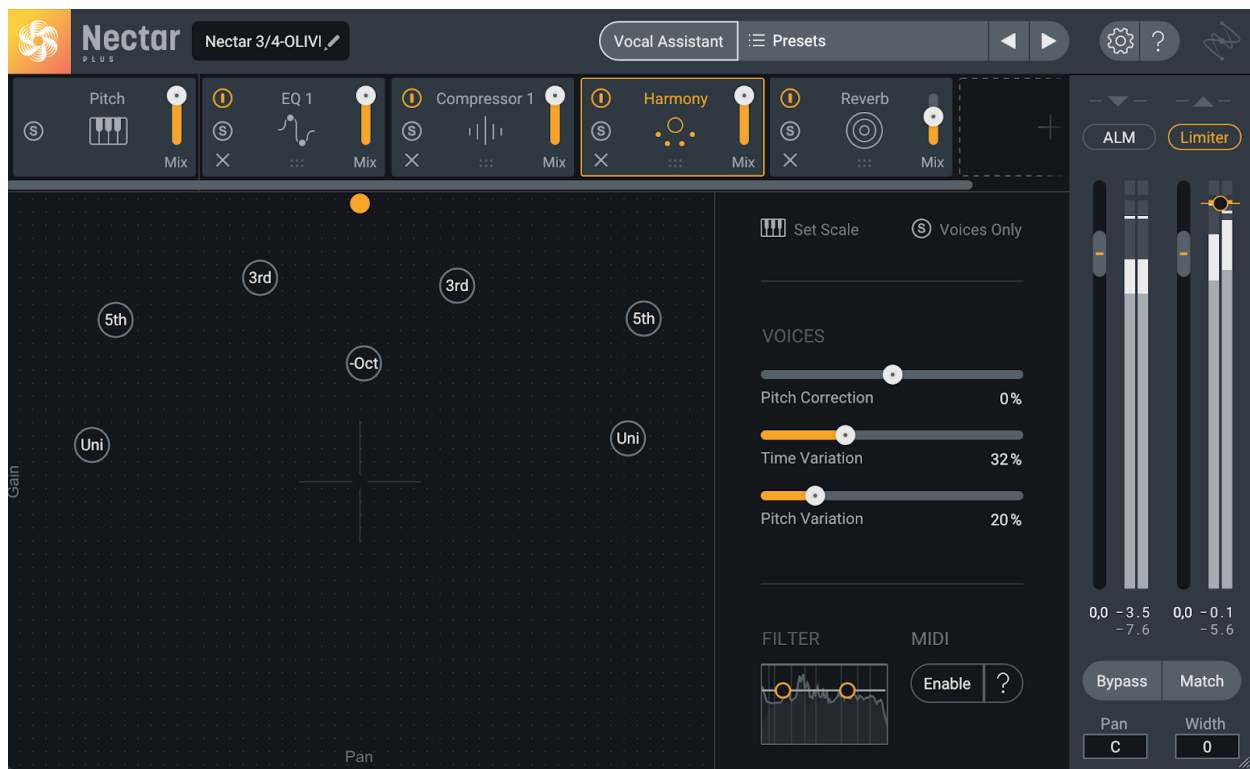 Nectar
PLUS
Nectar 3/4-OLIVI
Vocal Assistant
Presets
?
Pitch
S
Mix
EQ 1
S
Mix
Compressor 1
S
Mix
Harmony
S
Mix
Reverb
S
Mix
+
ALM
Limiter
3rd
3rd
5th
5th
-Oct
Uni
Uni
Gain
Pan
Set Scale
S Voices Only
VOICES
Pitch Correction 0%
Time Variation 32%
Pitch Variation 20%
FILTER
MIDI
Enable ?
0,0 -3.5
-7.6
0,0 -0.1
-5.6
Bypass Match
Pan Width
C 0